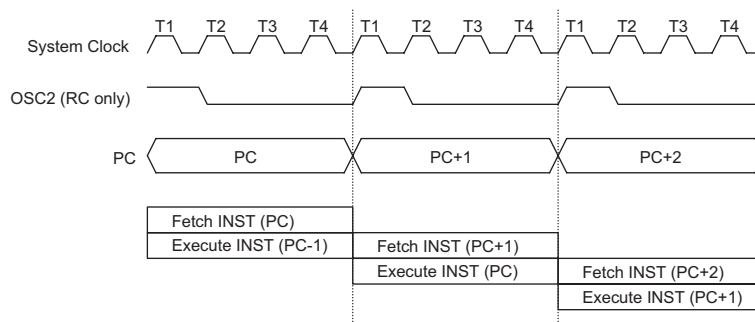 T1 T2 T3 T4 T1 T2 T3 T4 T1 T2 T3 T4
System Clock
OSC2 (RC only)
PC PC PC+1 PC+2
Fetch INST (PC)
Execute INST (PC-1) Fetch INST (PC+1)
Execute INST (PC) Fetch INST (PC+2)
Execute INST (PC+1)